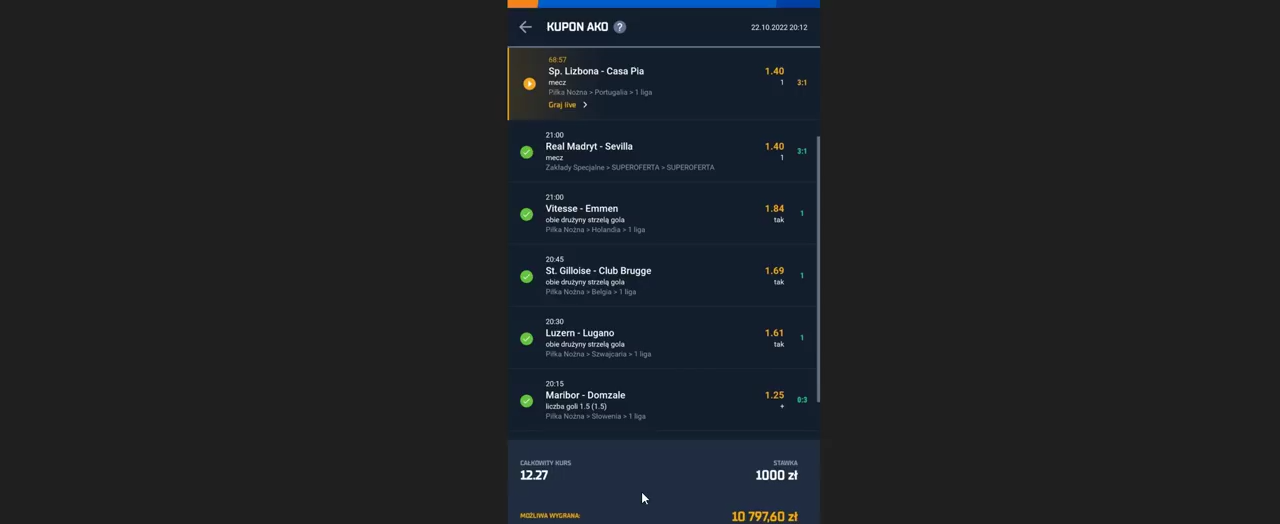 KUPON AKO ? 22.10.2022 20:12
68:57
Sp. Lizbona - Casa Pia 1.40
mecz 1 3:1
Piłka Nożna > Portugalia > 1 liga
Graj live >
21:00
Real Madryt - Sevilla 1.40
mecz 1 3:1
Zakłady Specjalne > SUPEROFERTA > SUPEROFERTA
21:00
Vitesse - Emmen 1.84
obie drużyny strzelą gola tak 1
Piłka Nożna > Holandia > 1 liga
20:45
St. Gilloise - Club Brugge 1.69
obie drużyny strzelą gola tak 1
Piłka Nożna > Belgia > 1 liga
20:30
Luzern - Lugano 1.61
obie drużyny strzelą gola tak 1
Piłka Nożna > Szwajcaria > 1 liga
20:15
Maribor - Domzale 1.25
liczba goli 1.5 (1.5) + 0:3
Piłka Nożna > Słowenia > 1 liga
CAŁKOWITY KURS STAWKA
12.27 1000 zł
MOŻLIWA WYGRANA: 10 797,60 zł